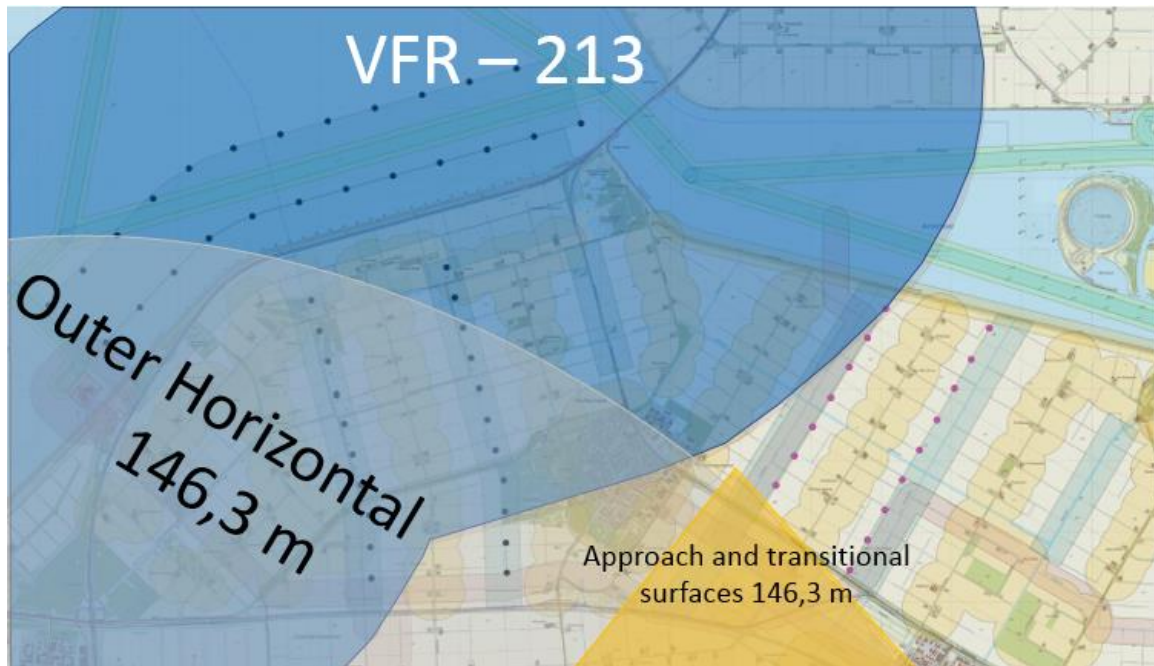 VFR – 213
Outer Horizontal
146,3 m
Approach and transitional
surfaces 146,3 m